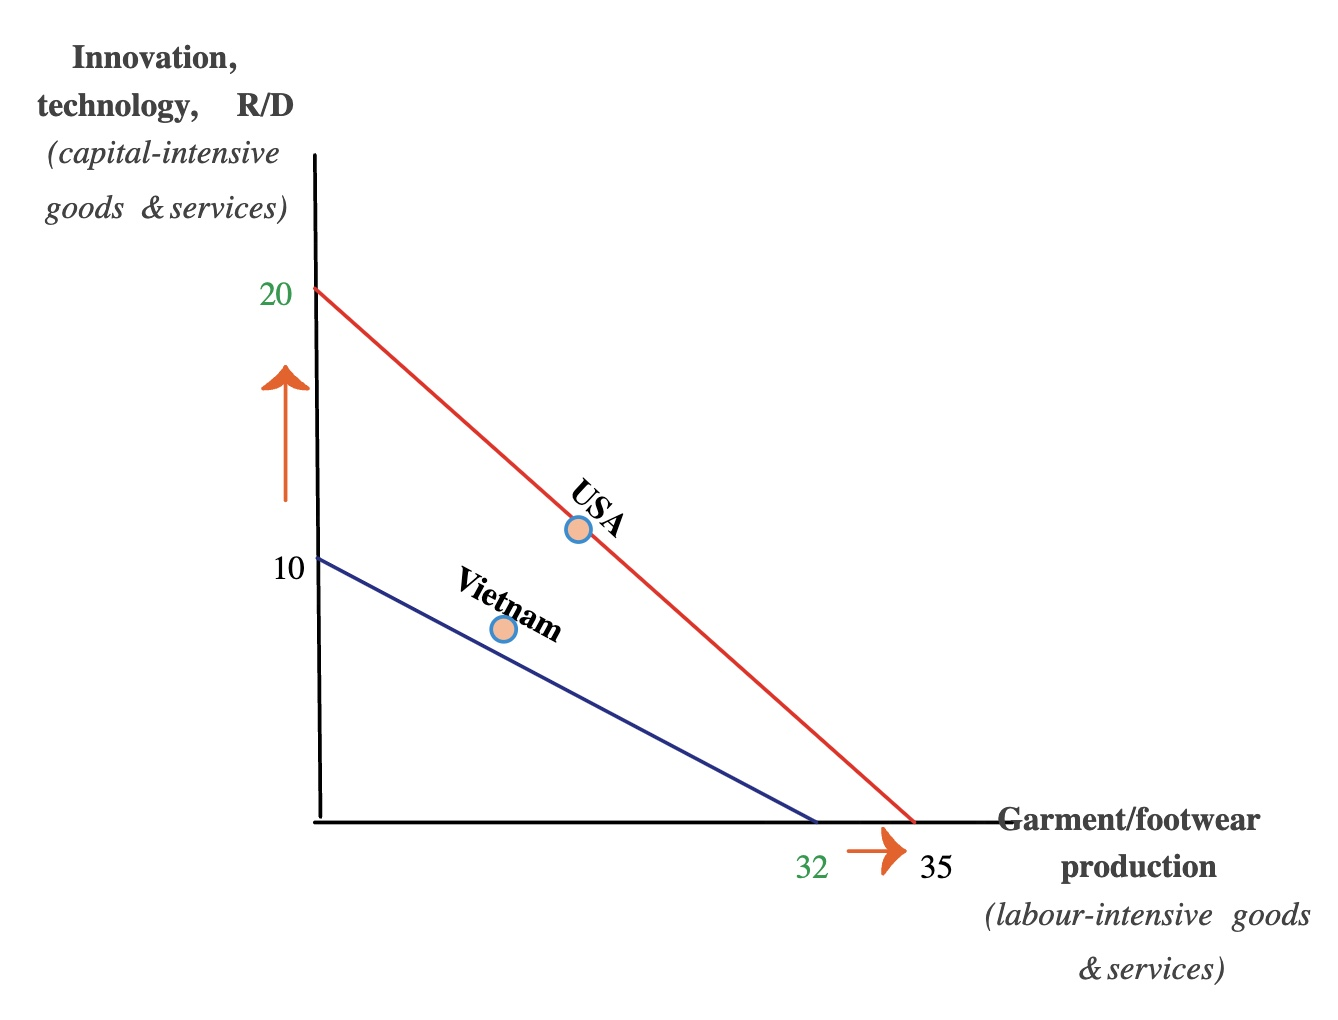 Innovation,
technology, R/D
(capital-intensive
goods & services)
20
USA
10
Vietnam
Garment/footwear
32
35
production
(labour-intensive goods
& services)